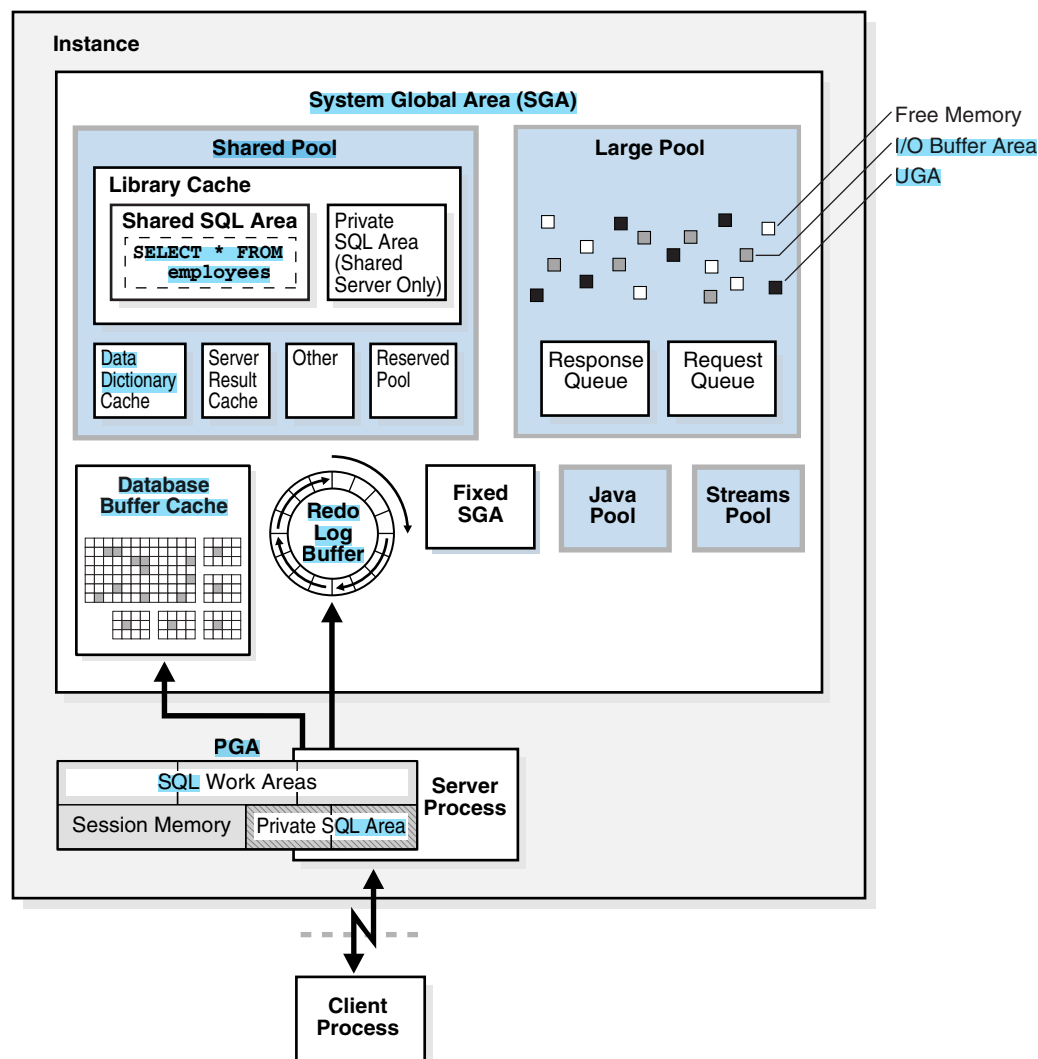 Instance
System Global Area (SGA)
Shared Pool
Library Cache
Shared SQL Area
SELECT * FROM
employees
Private
SQL Area
(Shared
Server Only)
Data
Dictionary
Cache
Server
Result
Cache
Other
Reserved
Pool
Large Pool
Response
Queue
Request
Queue
Free Memory
I/O Buffer Area
UGA
Database
Buffer Cache
Redo
Log
Buffer
Fixed
SGA
Java
Pool
Streams
Pool
PGA
SQL Work Areas
Session Memory
Private SQL Area
Server
Process
Client
Process